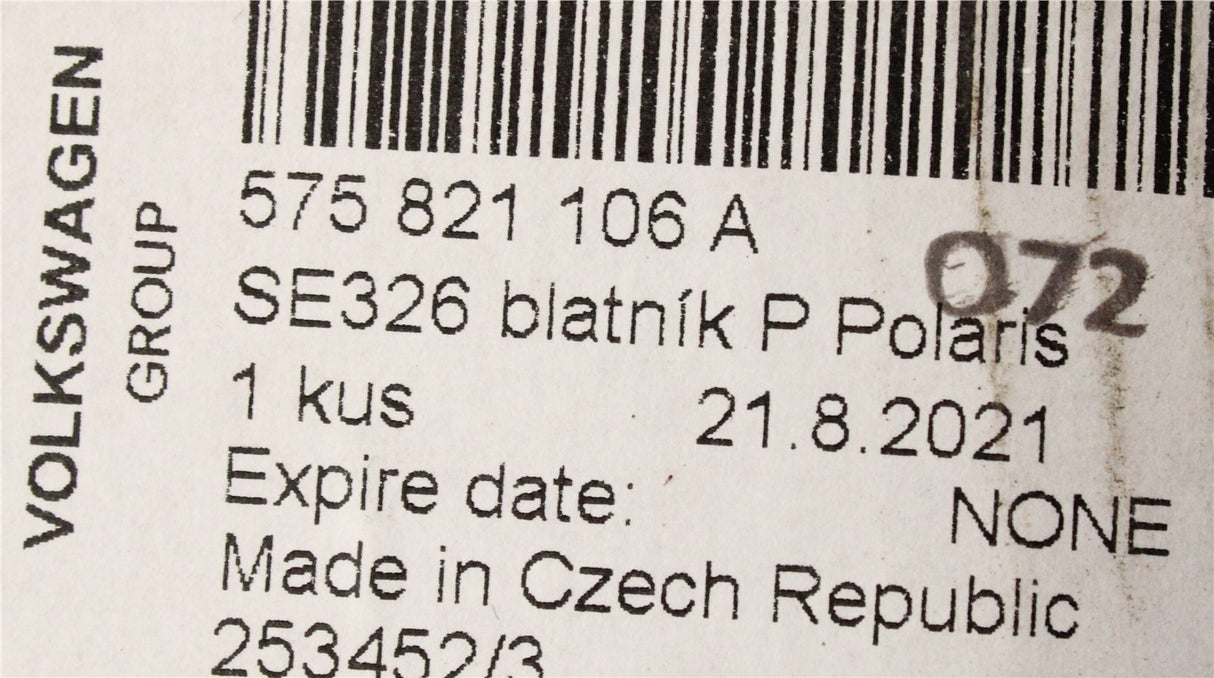 VOLKSWAGEN
GROUP
575 821 106 A
072
SE326 blatník P Polaris
1 kus 21.8.2021
Expire date: NONE
Made in Czech Republic
253452/3